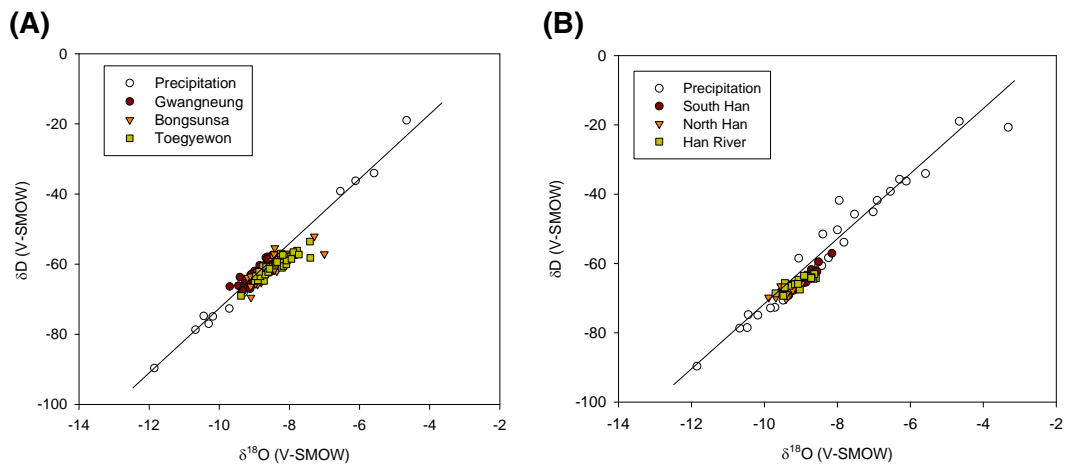 (A)
0
-20
-40
-60
-80
-100
δD (V-SMOW)
Precipitation
Gwangneung
Bongsunsa
Toegyewon
-14 -12 -10 -8 -6 -4 -2
δ18O (V-SMOW)
(B)
0
-20
-40
-60
-80
-100
δD (V-SMOW)
Precipitation
South Han
North Han
Han River
-14 -12 -10 -8 -6 -4 -2
δ18O (V-SMOW)